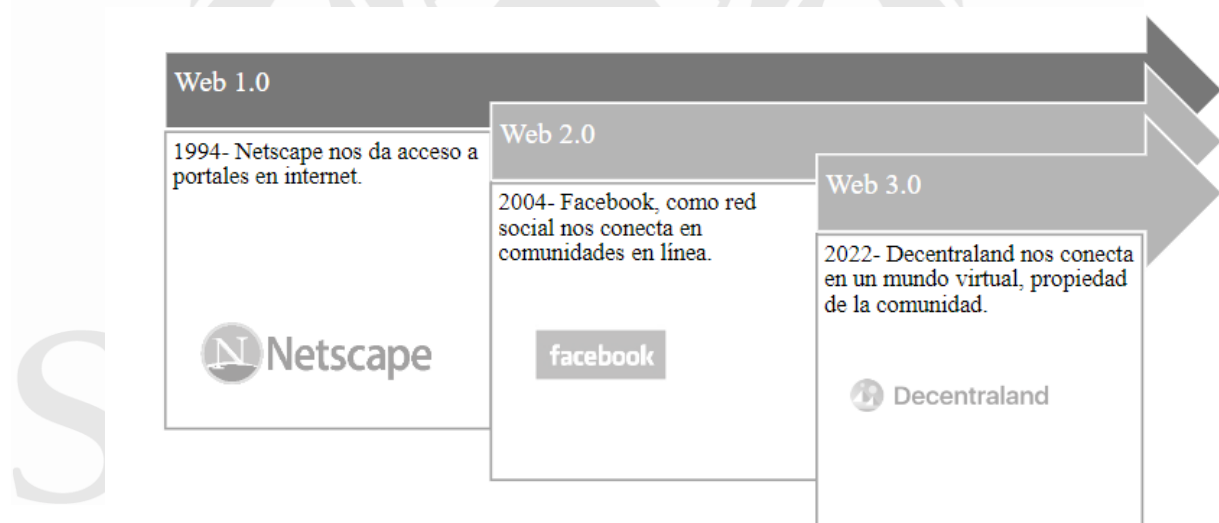 Web 1.0
1994- Netscape nos da acceso a
portales en internet.
N Netscape
Web 2.0
2004- Facebook, como red
social nos conecta en
comunidades en línea.
facebook
Web 3.0
2022- Decentraland nos conecta
en un mundo virtual, propiedad
de la comunidad.
Decentraland
S